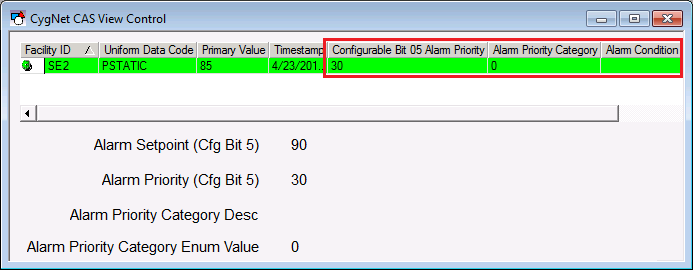 CygNet CAS View Control
Facility ID Uniform Data Code Primary Value Timestamp Configurable Bit 05 Alarm Priority Alarm Priority Category Alarm Condition
SE2 PSTATIC 85 4/23/201... 30 0
Alarm Setpoint (Cfg Bit 5) 90
Alarm Priority (Cfg Bit 5) 30
Alarm Priority Category Desc
Alarm Priority Category Enum Value 0